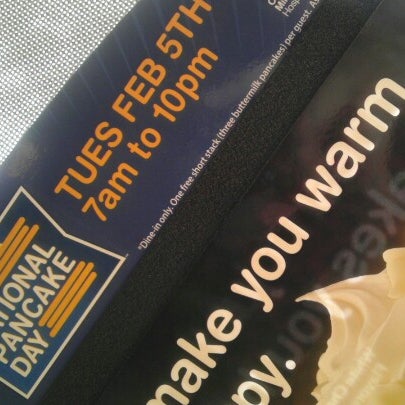 TUES FEB 5TH
7am to 10pm
*Dine-in only. One free short stack (three buttermilk pancakes) per guest.
NATIONAL
PANCAKE
DAY
make you warm
py.